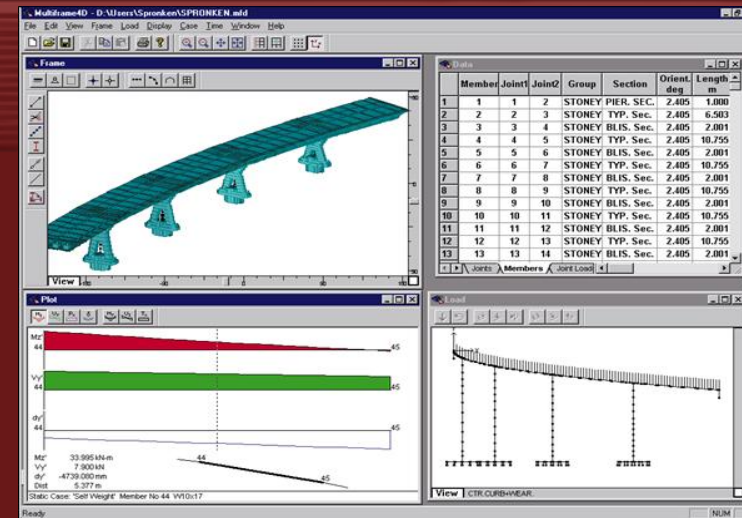 Multiframe4D - D:\Users\Spronken\SPRONKEN.mfd
File Edit View Frame Load Display Case Time Window Help
Frame
View
Data
Member Joint1 Joint2 Group Section Orient. deg Length m
1 1 1 2 STONEY PIER. SEC. 2.405 1.000
2 2 2 3 STONEY TYP. Sec. 2.405 6.503
3 3 3 4 STONEY BLIS. Sec. 2.405 2.001
4 4 4 5 STONEY TYP. Sec. 2.405 10.755
5 5 5 6 STONEY BLIS. Sec. 2.405 2.001
6 6 6 7 STONEY TYP. Sec. 2.405 10.755
7 7 7 8 STONEY BLIS. Sec. 2.405 2.001
8 8 8 9 STONEY TYP. Sec. 2.405 10.755
9 9 9 10 STONEY BLIS. Sec. 2.405 2.001
10 10 10 11 STONEY TYP. Sec. 2.405 10.755
11 11 11 12 STONEY BLIS. Sec. 2.405 2.001
12 12 12 13 STONEY TYP. Sec. 2.405 10.755
13 13 13 14 STONEY BLIS. Sec. 2.405 2.001
Joints Members Joint Load
Plot
Mz'
44 45
Vy'
44 45
dy'
44 45
Mz' 33.995 kN-m
Vy' 7.900 kN
dy' -4739.080 mm
Dist 5.377 m
44 45
Static Case: 'Self Weight' Member No 44 W10x17
Load
View CTR.CURB+WEAR.
Ready NUM